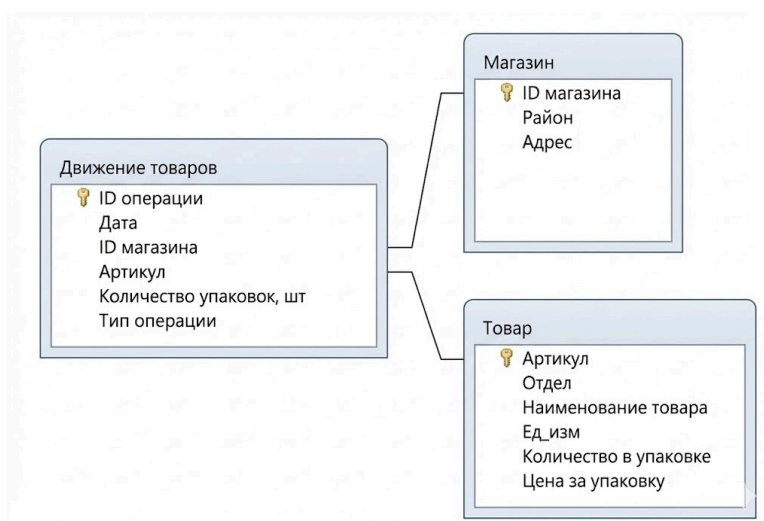 Магазин
ID магазина
Район
Адрес
Движение товаров
ID операции
Дата
ID магазина
Артикул
Количество упаковок, шт
Тип операции
Товар
Артикул
Отдел
Наименование товара
Ед_изм
Количество в упаковке
Цена за упаковку